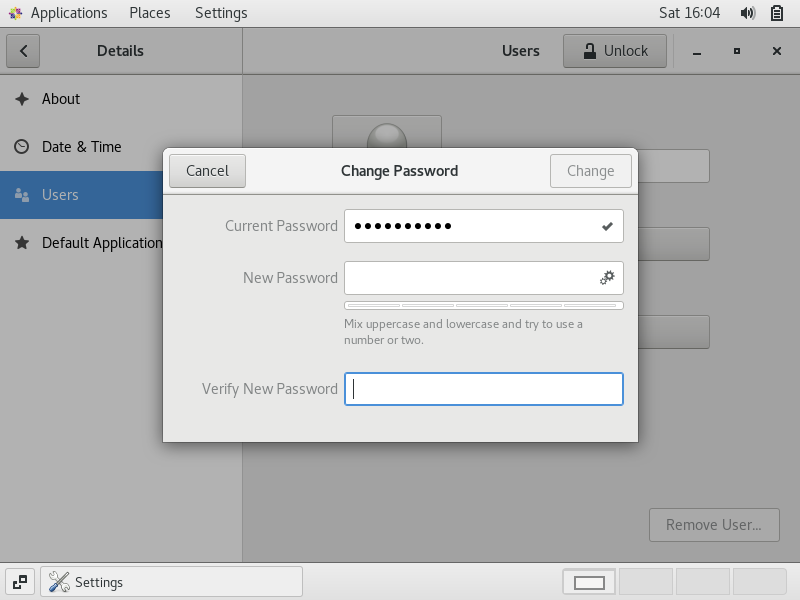 Applications Places Settings Sat 16:04
Details Users Unlock
About
Date & Time
Users
Default Application
Cancel Change Password Change
Current Password ●●●●●●●●●●
New Password
Mix uppercase and lowercase and try to use a
number or two.
Verify New Password
Remove User...
Settings